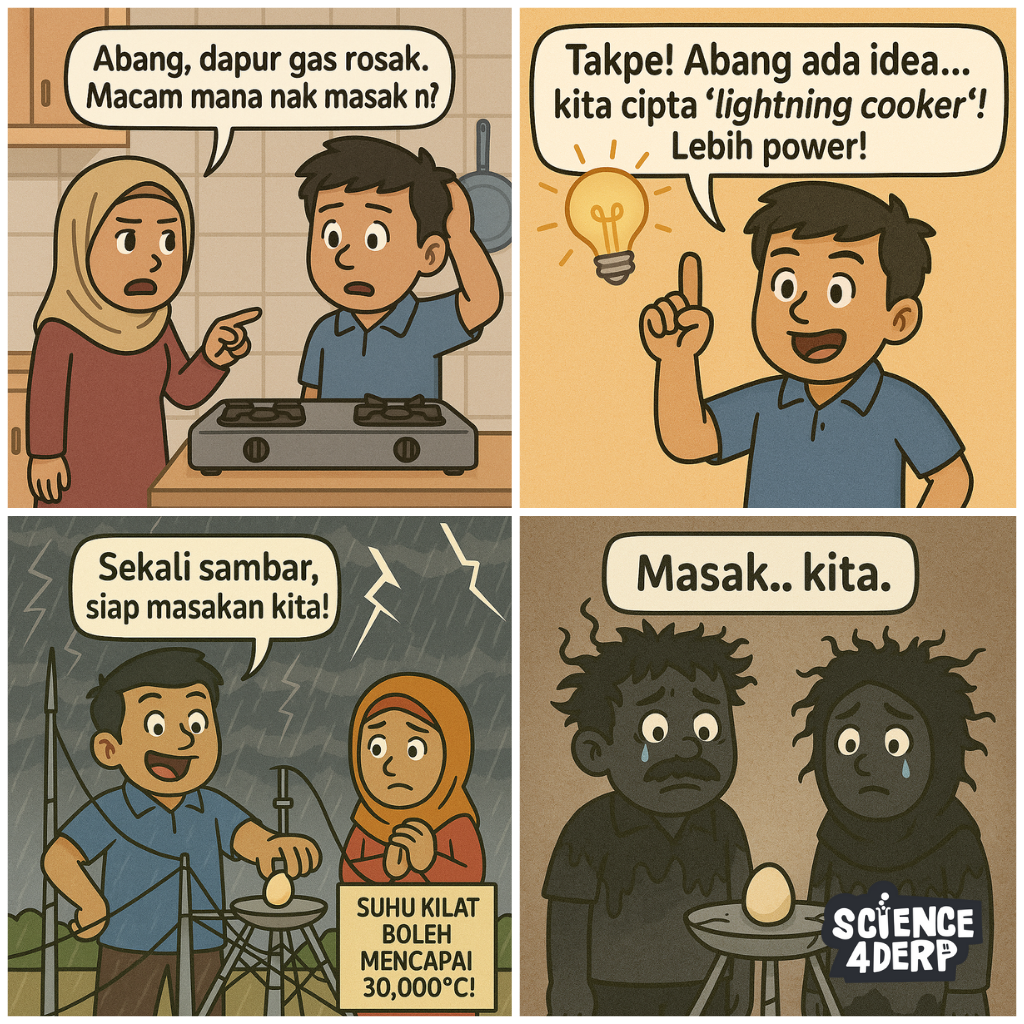 Abang, dapur gas rosak.
Macam mana nak masak n?
Takpe! Abang ada idea...
kita cipta ‘lightning cooker‘!
Lebih power!
Sekali sambar,
siap masakan kita!
SUHU KILAT
BOLEH
MENCAPAI
30,000°C!
Masak.. kita.
SCIENCE
4DERP